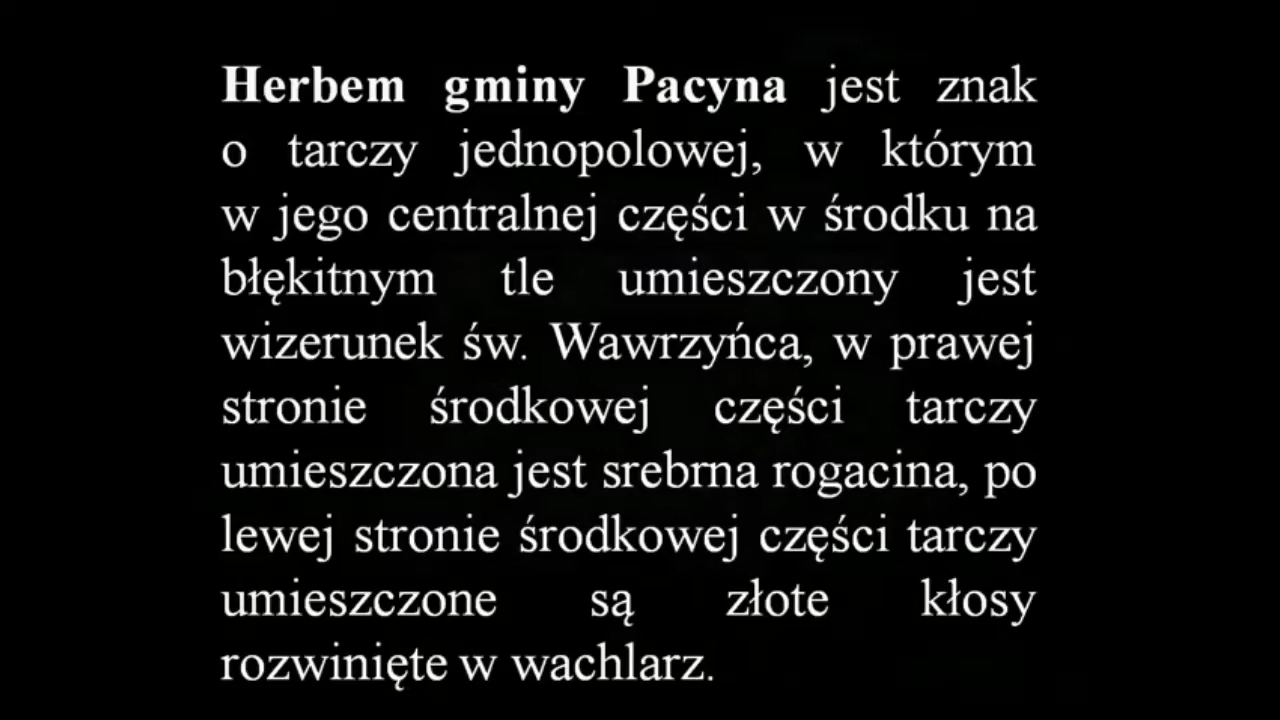 Herbem gminy Pacyna jest znak
o tarczy jednopolowej, w którym
w jego centralnej części w środku na
błękitnym tle umieszczony jest
wizerunek św. Wawrzyńca, w prawej
stronie środkowej części tarczy
umieszczona jest srebrna rogacina, po
lewej stronie środkowej części tarczy
umieszczone są złote kłosy
rozwinięte w wachlarz.